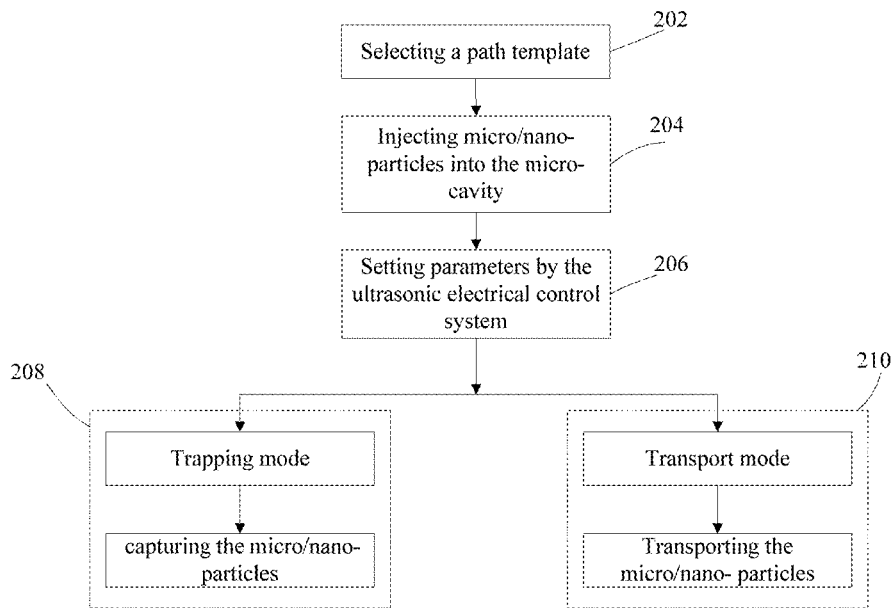 Selecting a path template
202
Injecting micro/nano-
particles into the micro-
cavity
204
Setting parameters by the
ultrasonic electrical control
system
206
208
210
Trapping mode
Transport mode
capturing the micro/nano-
particles
Transporting the
micro/nano- particles